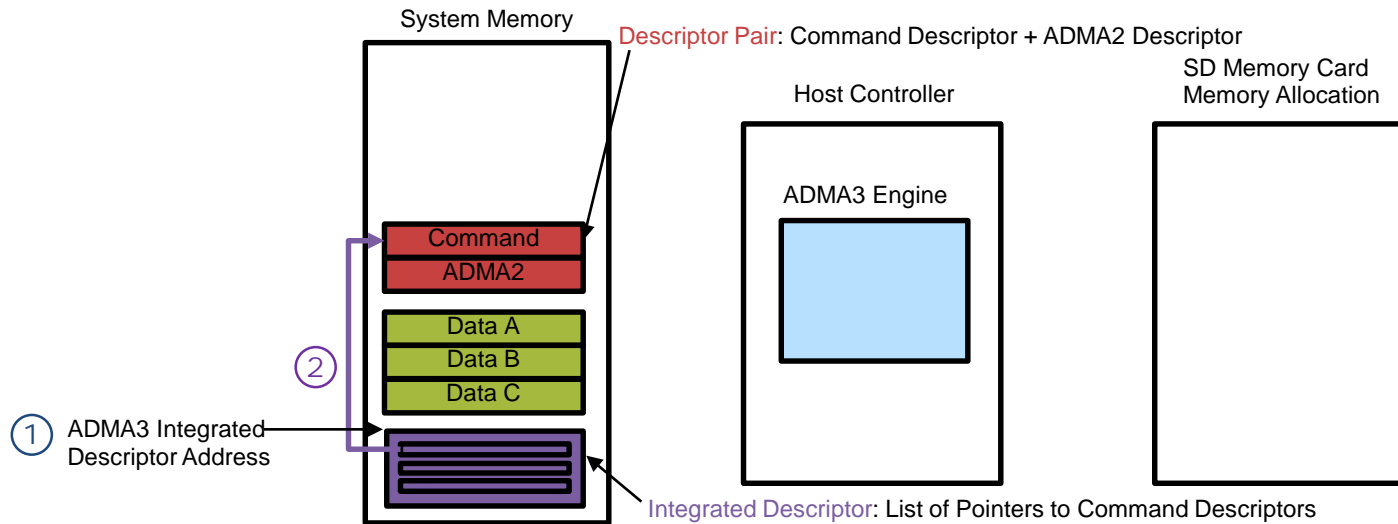 System Memory
Descriptor Pair: Command Descriptor + ADMA2 Descriptor
SD Memory Card
Memory Allocation
Host Controller
ADMA3 Engine
Command
ADMA2
Data A
Data B
Data C
2
1
ADMA3 Integrated
Descriptor Address
Integrated Descriptor: List of Pointers to Command Descriptors